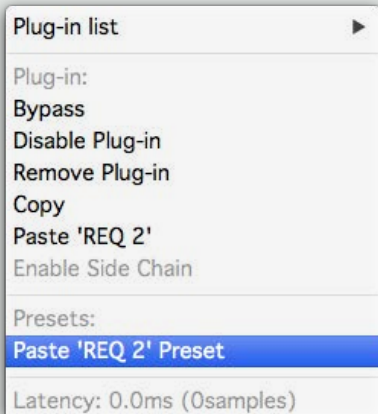 Plug-in list
Plug-in:
Bypass
Disable Plug-in
Remove Plug-in
Copy
Paste 'REQ 2'
Enable Side Chain
Presets:
Paste 'REQ 2' Preset
Latency: 0.0ms (0samples)